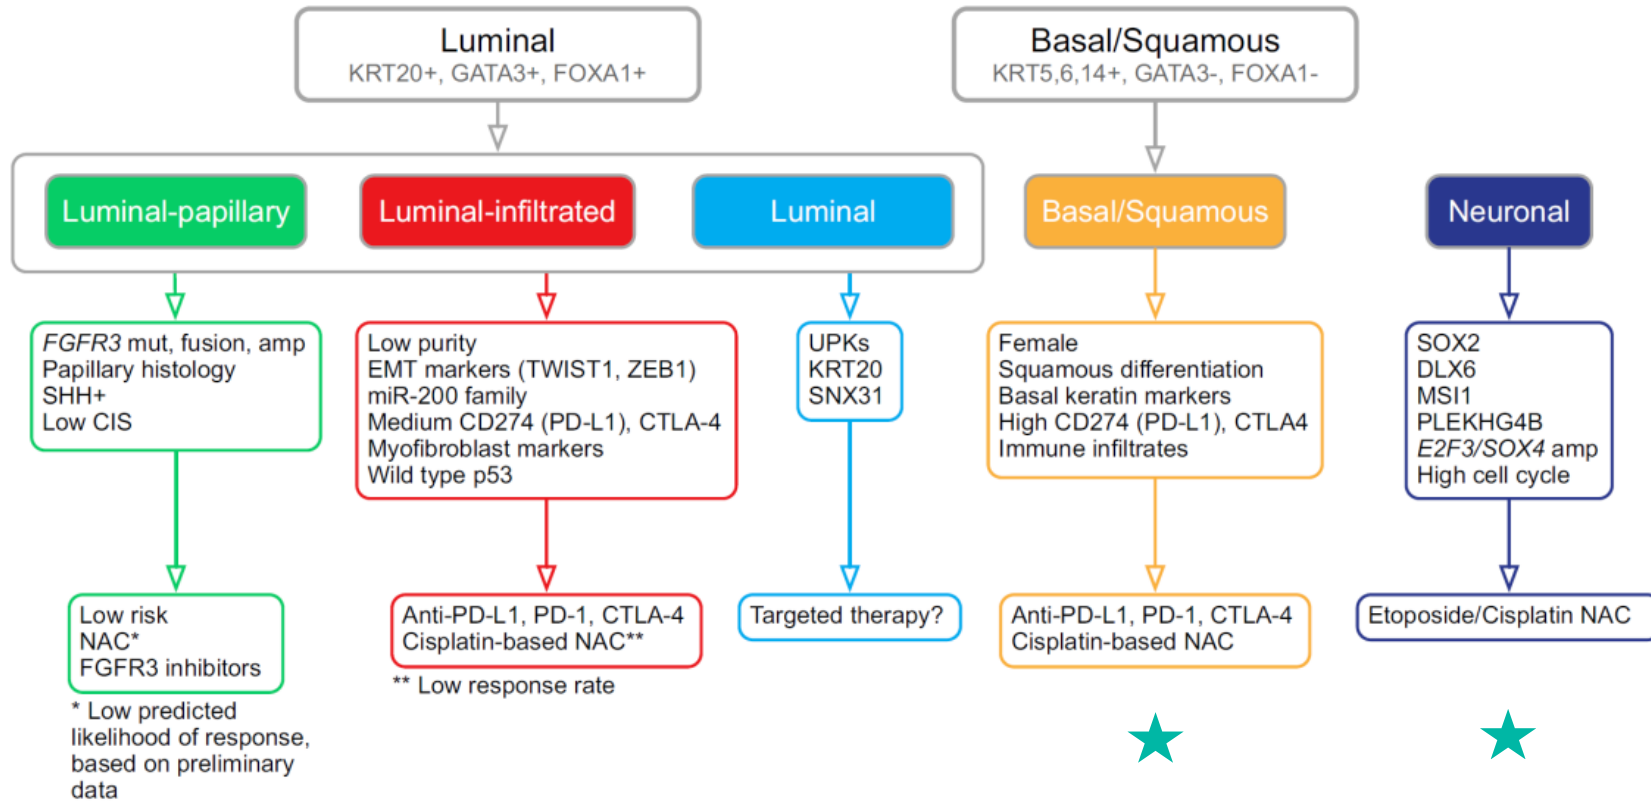 Luminal
KRT20+, GATA3+, FOXA1+
Basal/Squamous
KRT5,6,14+, GATA3-, FOXA1-
Luminal-papillary
Luminal-infiltrated
Luminal
Basal/Squamous
Neuronal
FGFR3 mut, fusion, amp
Papillary histology
SHH+
Low CIS
Low purity
EMT markers (TWIST1, ZEB1)
miR-200 family
Medium CD274 (PD-L1), CTLA-4
Myofibroblast markers
Wild type p53
UPKs
KRT20
SNX31
Female
Squamous differentiation
Basal keratin markers
High CD274 (PD-L1), CTLA4
Immune infiltrates
SOX2
DLX6
MSI1
PLEKHG4B
E2F3/SOX4 amp
High cell cycle
Low risk
NAC*
FGFR3 inhibitors
* Low predicted
likelihood of response,
based on preliminary
data
Anti-PD-L1, PD-1, CTLA-4
Cisplatin-based NAC**
** Low response rate
Targeted therapy?
Anti-PD-L1, PD-1, CTLA-4
Cisplatin-based NAC
Etoposide/Cisplatin NAC